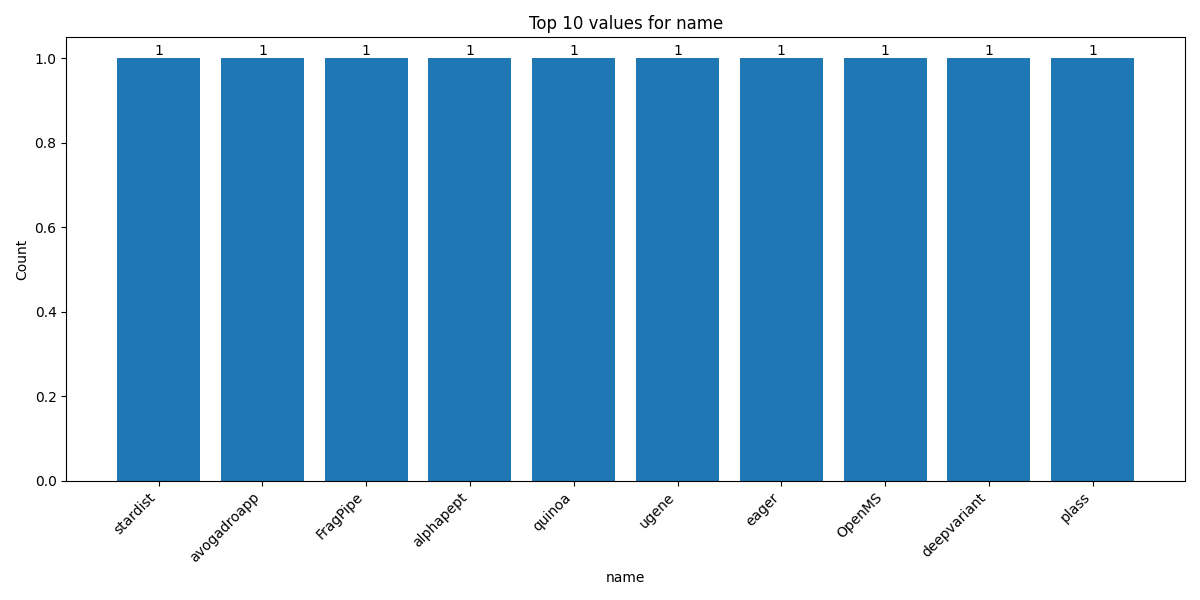 Top 10 values for name
1 1 1 1 1 1 1 1 1 1
1.0
0.8
0.6
0.4
0.2
0.0
Count
stardist avogadroapp FragPipe alphapept quinoa ugene eager OpenMS deepvariant plass
name